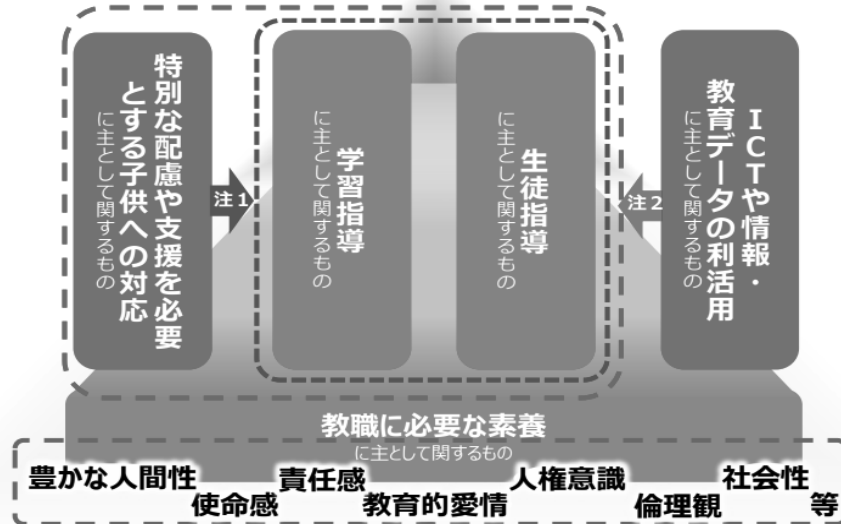 特別な配慮や支援を必要
とする子供への対応
に主として関するもの
注1
学習指導
に主として関するもの
生徒指導
に主として関するもの
注2
ICTや情報・
教育データの利活用
に主として関するもの
教職に必要な素養
に主として関するもの
豊かな人間性
使命感
責任感
教育的愛情
人権意識
倫理観
社会性
等